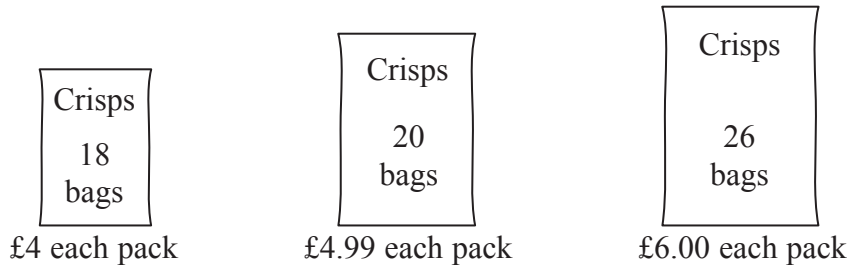 Crisps
18
bags
£4 each pack
Crisps
20
bags
£4.99 each pack
Crisps
26
bags
£6.00 each pack